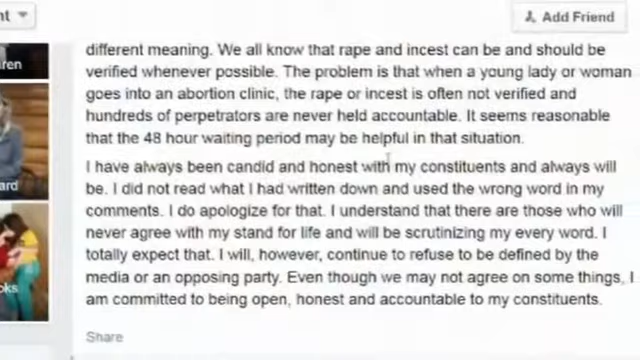 nt
Add Friend
different meaning. We all know that rape and incest can be and should be
verified whenever possible. The problem is that when a young lady or woman
goes into an abortion clinic, the rape or incest is often not verified and
hundreds of perpetrators are never held accountable. It seems reasonable
that the 48 hour waiting period may be helpful in that situation.
I have always been candid and honest with my constituents and always will
be. I did not read what I had written down and used the wrong word in my
comments. I do apologize for that. I understand that there are those who will
never agree with my stand for life and will be scrutinizing my every word. I
totally expect that. I will, however, continue to refuse to be defined by the
media or an opposing party. Even though we may not agree on some things, I
am committed to being open, honest and accountable to my constituents.
Share
ren
ard
oks